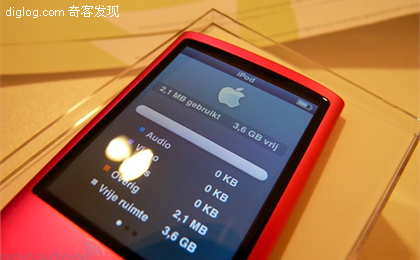 diglog.com 奇客发现
iPod
2,1 MB gebruikt 3,6 GB vrij
Audio 0 KB
Video 0 KB
0 KB
Overig 2,1 MB
Vrije ruimte 3,6 GB